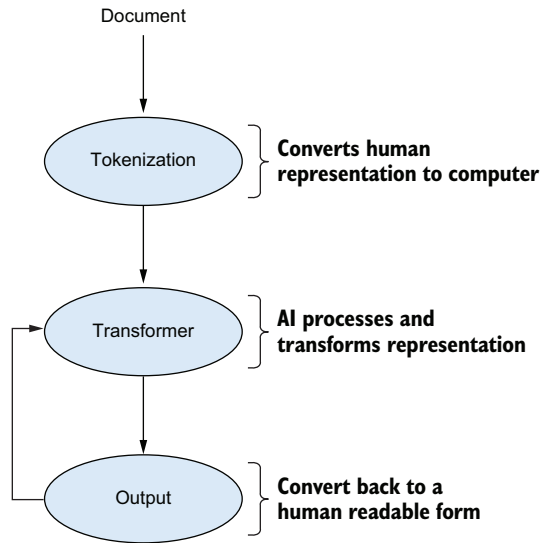 Document
Tokenization
Converts human
representation to computer
Transformer
AI processes and
transforms representation
Output
Convert back to a
human readable form